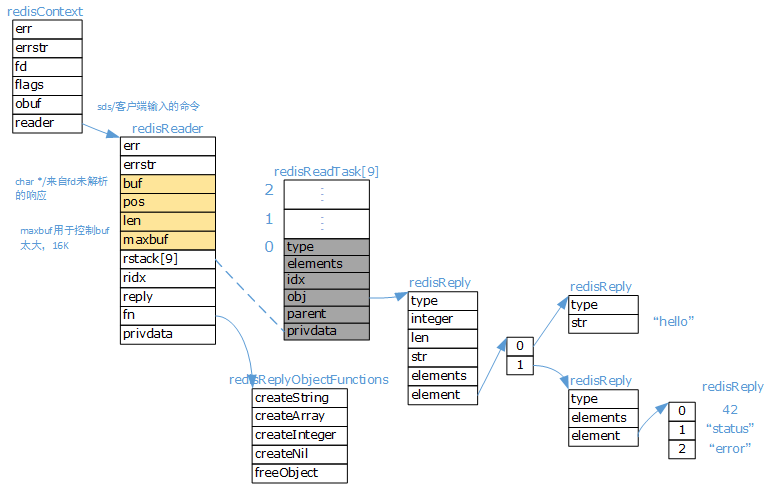 redisContext
err
errstr
fd
flags
obuf
reader
sds/客户端输入的命令
redisReader
err
errstr
buf
pos
len
maxbuf
rstack[9]
ridx
reply
fn
privdata
char */来自fd未解析
的响应
maxbuf用于控制buf
太大，16K
redisReadTask[9]
2
1
0
type
elements
idx
obj
parent
privdata
redisReplyObjectFunctions
createString
createArray
createInteger
createNil
freeObject
redisReply
type
integer
len
str
elements
element
0
1
redisReply
type
str
“hello”
redisReply
type
elements
element
redisReply
0
42
1
“status”
2
“error”